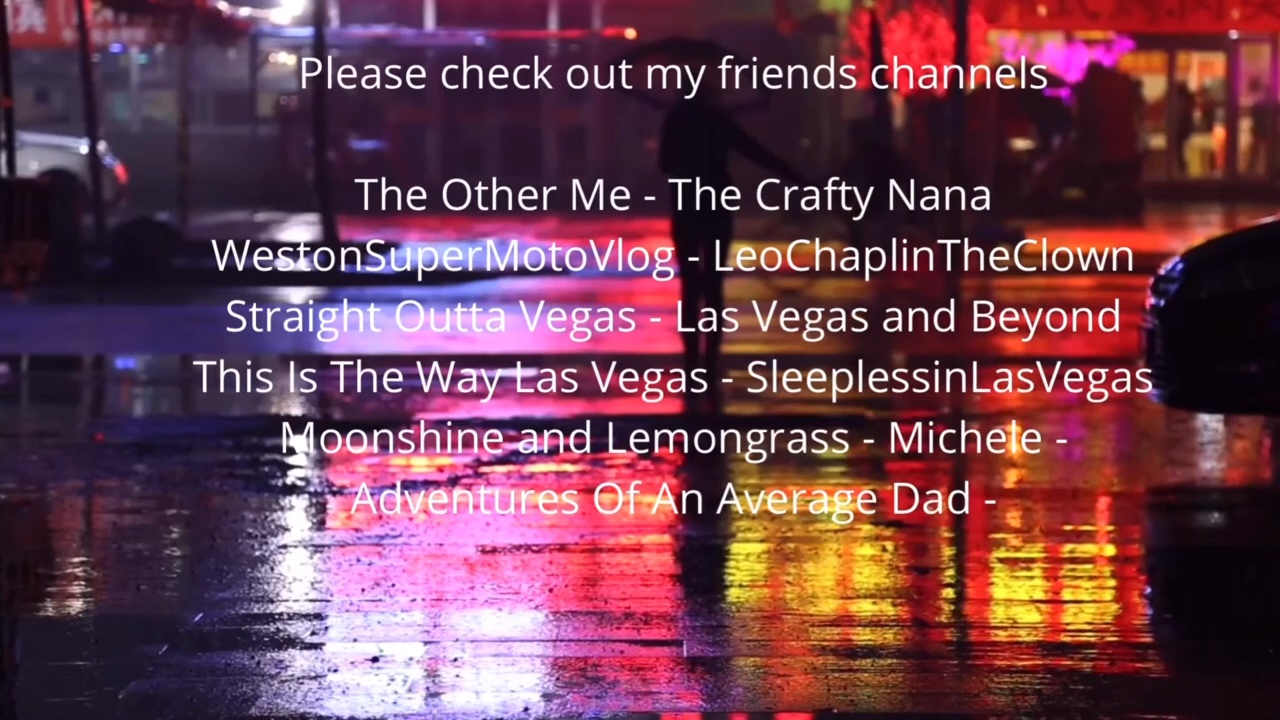 Please check out my friends channels
The Other Me - The Crafty Nana
WestonSuperMotoVlog - LeoChaplinTheClown
Straight Outta Vegas - Las Vegas and Beyond
This Is The Way Las Vegas - SleeplessinLasVegas
Moonshine and Lemongrass - Michele -
Adventures Of An Average Dad -